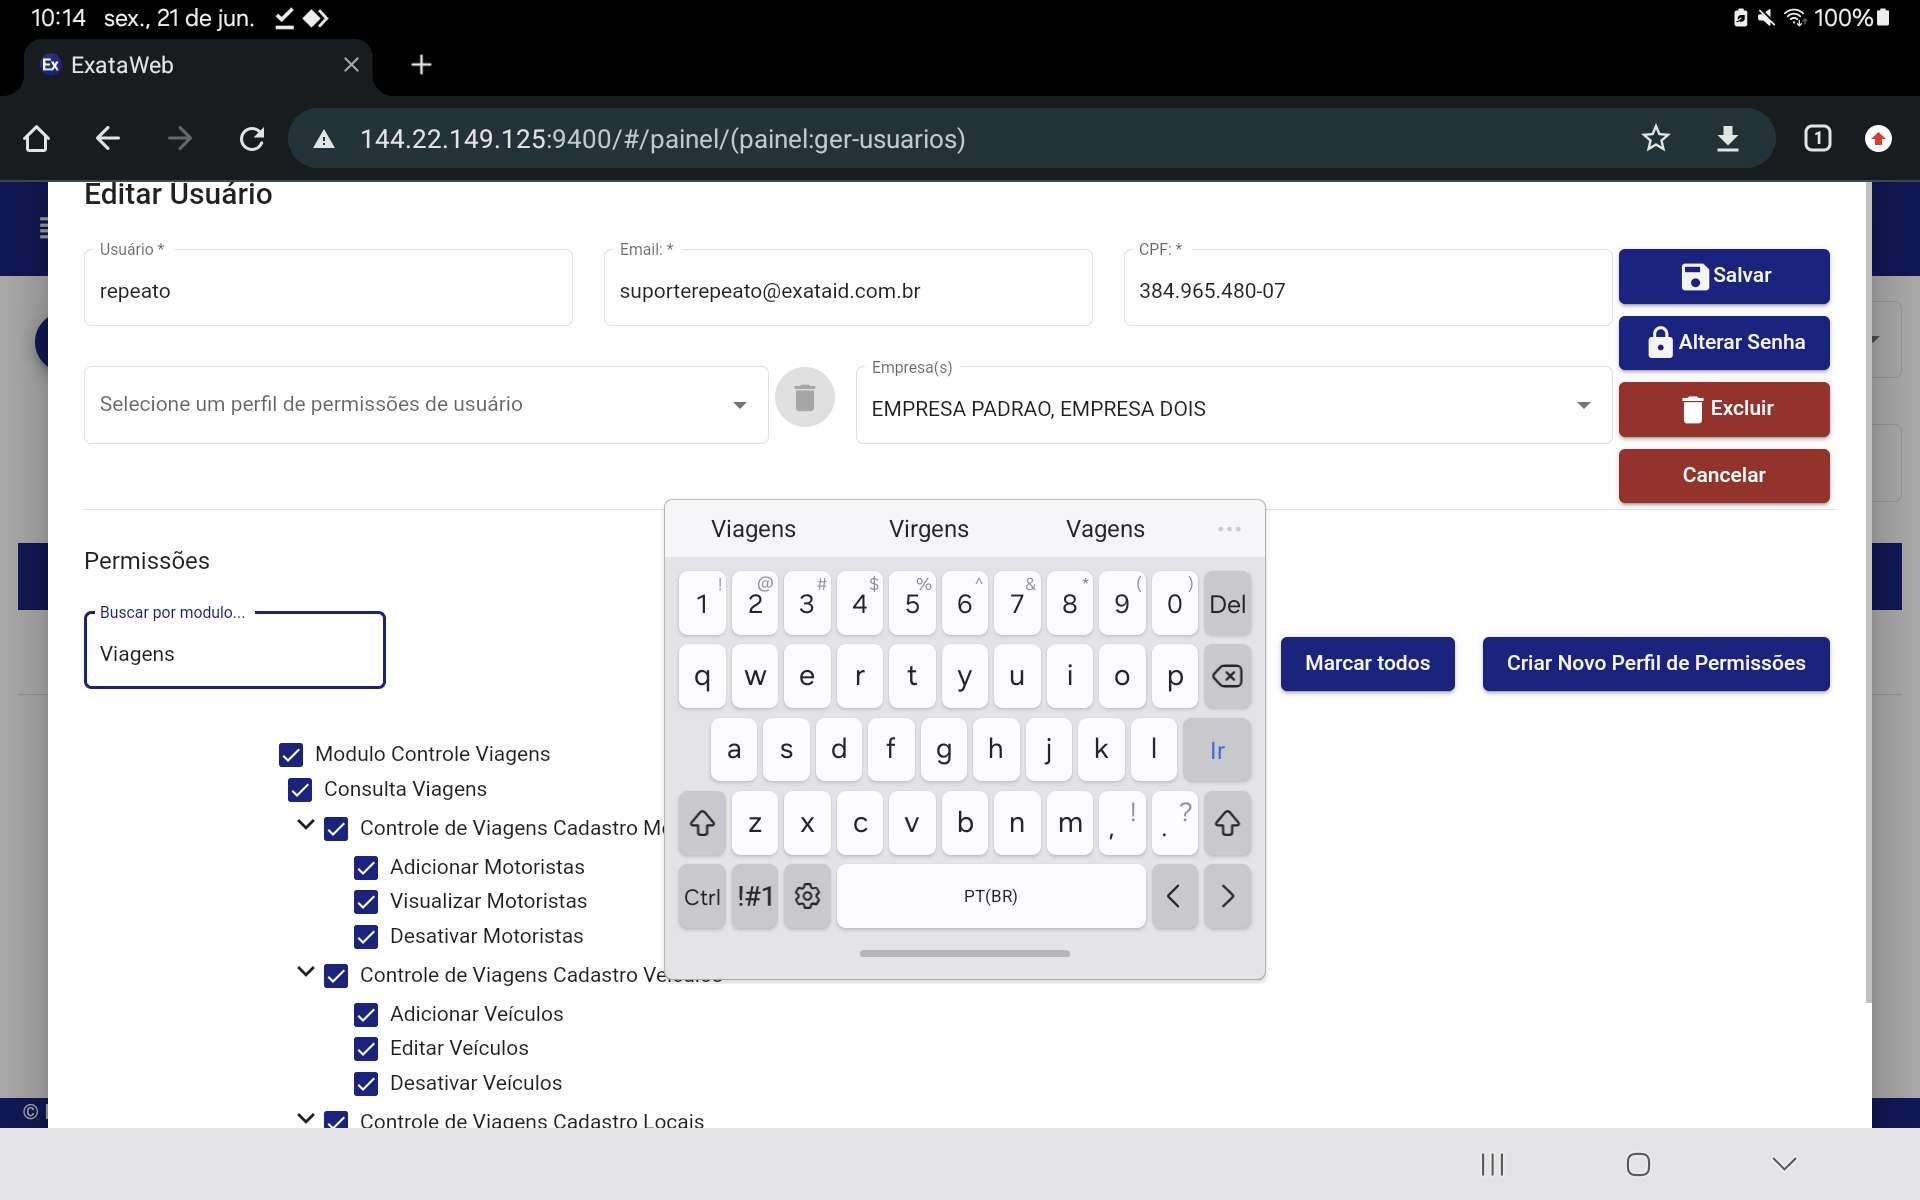 10:14 sex., 21 de jun.
100%
Ex ExataWeb
144.22.149.125:9400/#/painel/(painel:ger-usuarios)
1
Editar Usuário
Usuário *
repeato
Email: *
suporterepeato@exataid.com.br
CPF: *
384.965.480-07
Salvar
Alterar Senha
Selecione um perfil de permissões de usuário
Empresa(s)
EMPRESA PADRAO, EMPRESA DOIS
Excluir
Cancelar
Permissões
Buscar por modulo...
Viagens
Marcar todos
Criar Novo Perfil de Permissões
Modulo Controle Viagens
Consulta Viagens
Controle de Viagens Cadastro
Adicionar Motoristas
Visualizar Motoristas
Desativar Motoristas
Controle de Viagens Cadastro
Adicionar Veículos
Editar Veículos
Desativar Veículos
Controle de Viagens Cadastro Locais
Viagens Virgens Vagens ...
! @ # $ % ^ & * ( )
1 2 3 4 5 6 7 8 9 0 Del
q w e r t y u i o p
a s d f g h j k l Ir
z x c v b n m , ! . ?
Ctrl !#1 PT(BR) < >
©